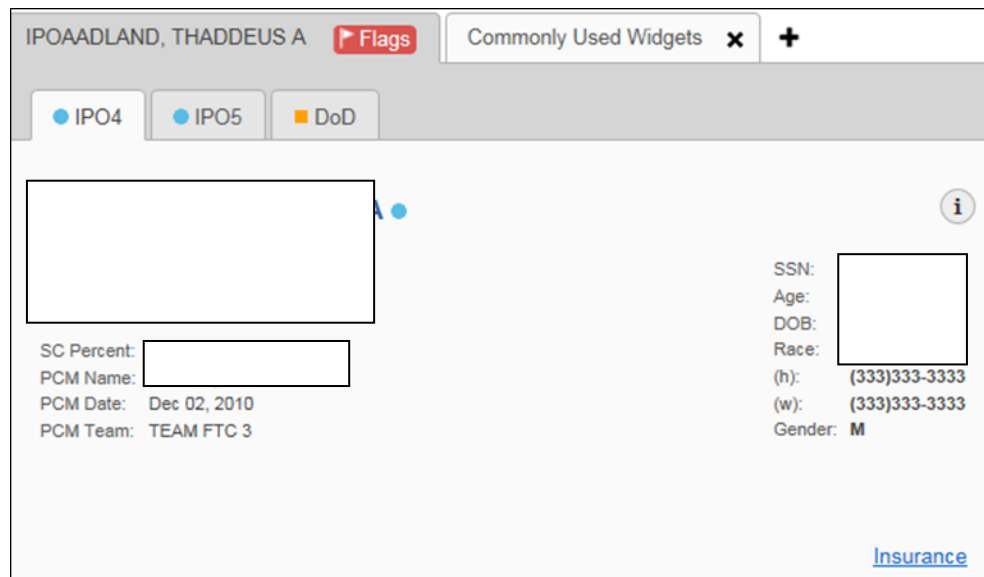 IPOAADLAND, THADDEUS A Flags Commonly Used Widgets
IPO4 IPO5 DoD
A
i
SSN:
Age:
DOB:
Race:
(h): (333)333-3333
(w): (333)333-3333
Gender: M
SC Percent:
PCM Name:
PCM Date: Dec 02, 2010
PCM Team: TEAM FTC 3
Insurance